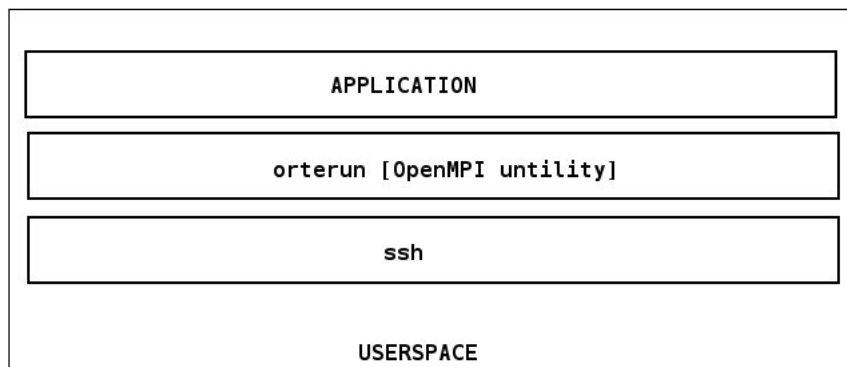 APPLICATION
orterun [OpenMPI untility]
ssh
USERSPACE